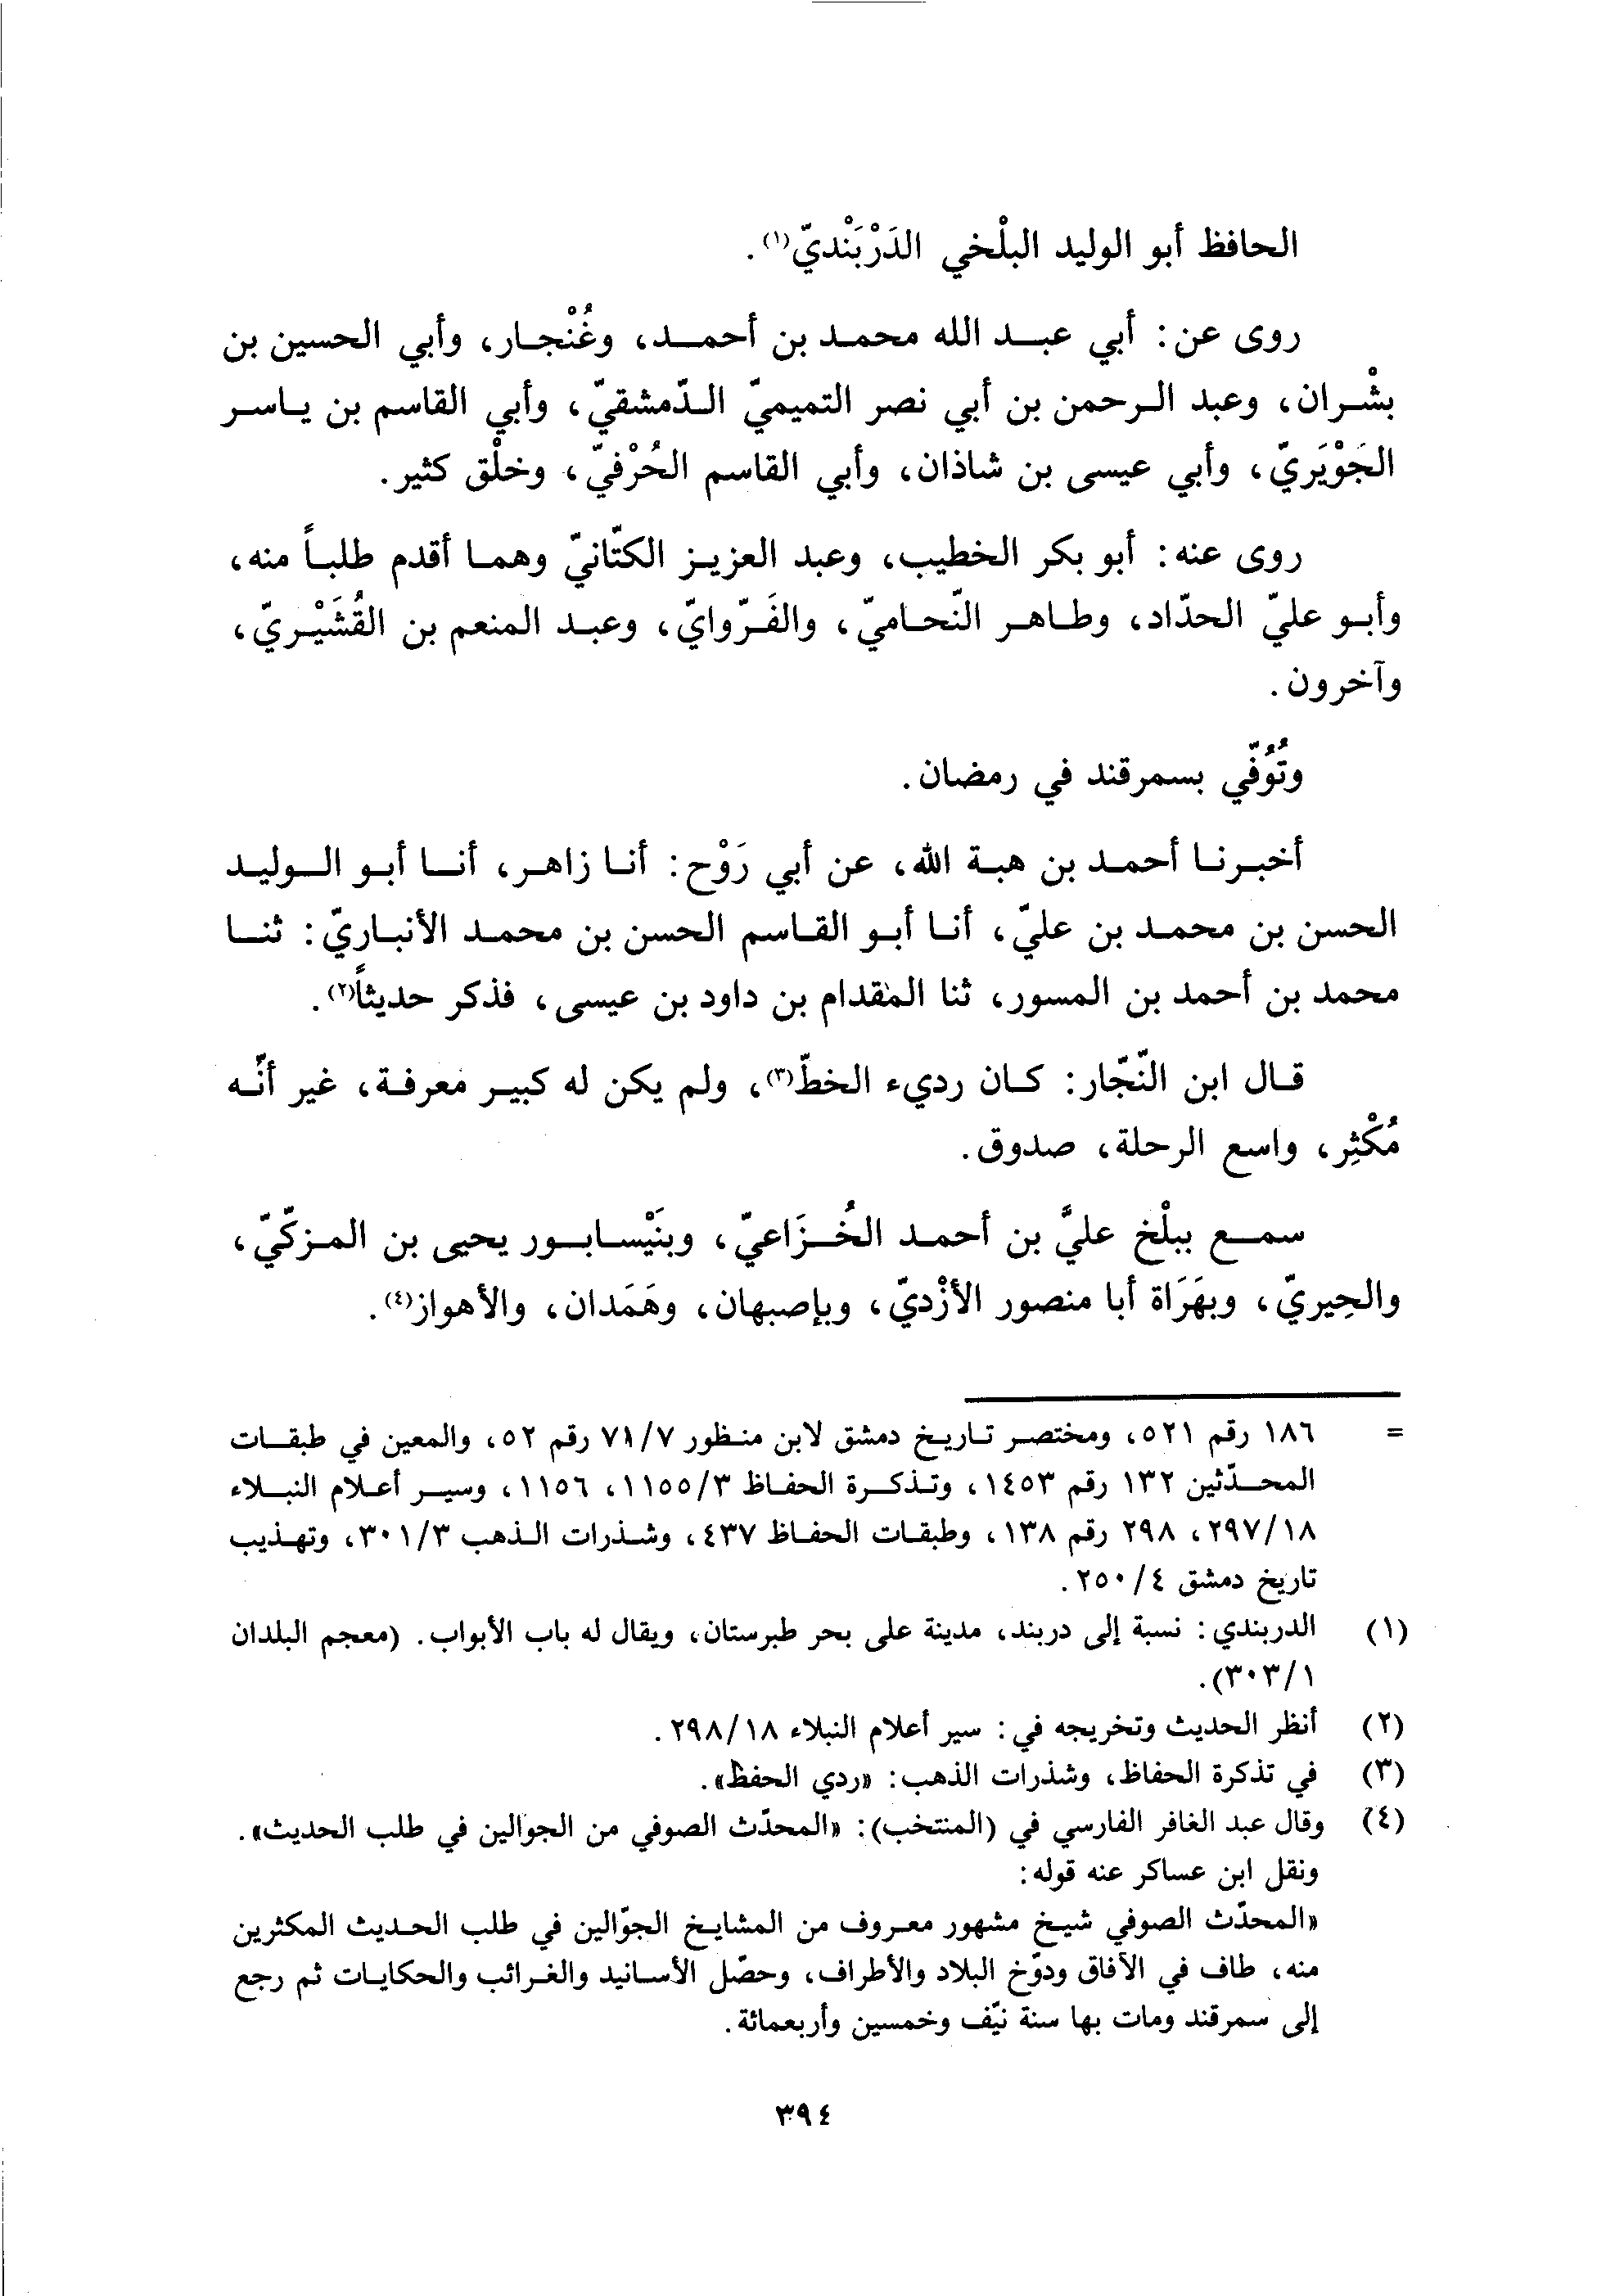 الحافظ أبو الوليد البلْخي الدَرْبَنْديّ(١).
روى عن: أبي عبد الله محمد بن أحمد، وغُنْجار، وأبي الحسين بن
بشْران، وعبد الرحمن بن أبي نصر التميميّ الدّمشقيّ، وأبي القاسم بن ياسر
الجَوْبَريّ، وأبي عيسى بن شاذان، وأبي القاسم الحُرْفيّ، وخلْق كثير.
روى عنه: أبو بكر الخطيب، وعبد العزيز الكتّانيّ وهما أقدم طلباً منه،
وأبو عليّ الحدّاد، وطاهر النّحاميّ، والفَرّوايّ، وعبد المنعم بن القُشَيْريّ،
وآخرون.
وتُوُفّي بسمرقند في رمضان.
أخبرنا أحمد بن هبة الله، عن أبي رَوْح: أنا زاهر، أنا أبو الوليد
الحسن بن محمد بن عليّ، أنا أبو القاسم الحسن بن محمد الأنباريّ: ثنا
محمد بن أحمد بن المسور، ثنا المقدام بن داود بن عيسى، فذكر حديثاً(٢).
قال ابن النّجّار: كان رديء الخطّ(٣)، ولم يكن له كبير معرفة، غير أنّه
مُكْثِر، واسع الرحلة، صدوق.
سمع ببلْخ عليَّ بن أحمد الخُزَاعيّ، وبنَيْسابور يحيى بن المزكّيّ،
والحِيريّ، وبهَرَاة أبا منصور الأزْديّ، وبإصبهان، وهَمَدان، والأهواز(٤).
= ١٨٦ رقم ٥٢١، ومختصر تاريخ دمشق لابن منظور ٧١/٧ رقم ٥٢، والمعين في طبقات
المحدّثين ١٣٢ رقم ١٤٥٣، وتذكرة الحفاظ ١١٥٥/٣، ١١٥٦، وسير أعلام النبلاء
٢٩٧/١٨، ٢٩٨ رقم ١٣٨، وطبقات الحفاظ ٤٣٧، وشذرات الذهب ٣٠١/٣، وتهذيب
تاريخ دمشق ٢٥٠/٤.
(١) الدربندي: نسبة إلى دربند، مدينة على بحر طبرستان، ويقال له باب الأبواب. (معجم البلدان
٣٠٣/١).
(٢) أنظر الحديث وتخريجه في: سير أعلام النبلاء ٢٩٨/١٨.
(٣) في تذكرة الحفاظ، وشذرات الذهب: «ردي الحفظ».
(٤) وقال عبد الغافر الفارسي في (المنتخب): «المحدّث الصوفي من الجوالين في طلب الحديث».
ونقل ابن عساكر عنه قوله:
«المحدّث الصوفي شيخ مشهور معروف من المشايخ الجوّالين في طلب الحديث المكثرين
منه، طاف في الآفاق ودوّخ البلاد والأطراف، وحصّل الأسانيد والغرائب والحكايات ثم رجع
إلى سمرقند ومات بها سنة نيّف وخمسين وأربعمائة.
٣٩٤